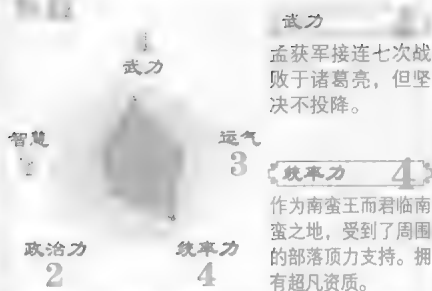 武力
智慧
运气
3
政治力
2
统率力
4
武力
孟获军接连七次战
败于诸葛亮，但坚
决不投降。
统率力 4
作为南蛮王而君临南
蛮之地，受到了周围
的部落顶力支持。拥
有超凡资质。